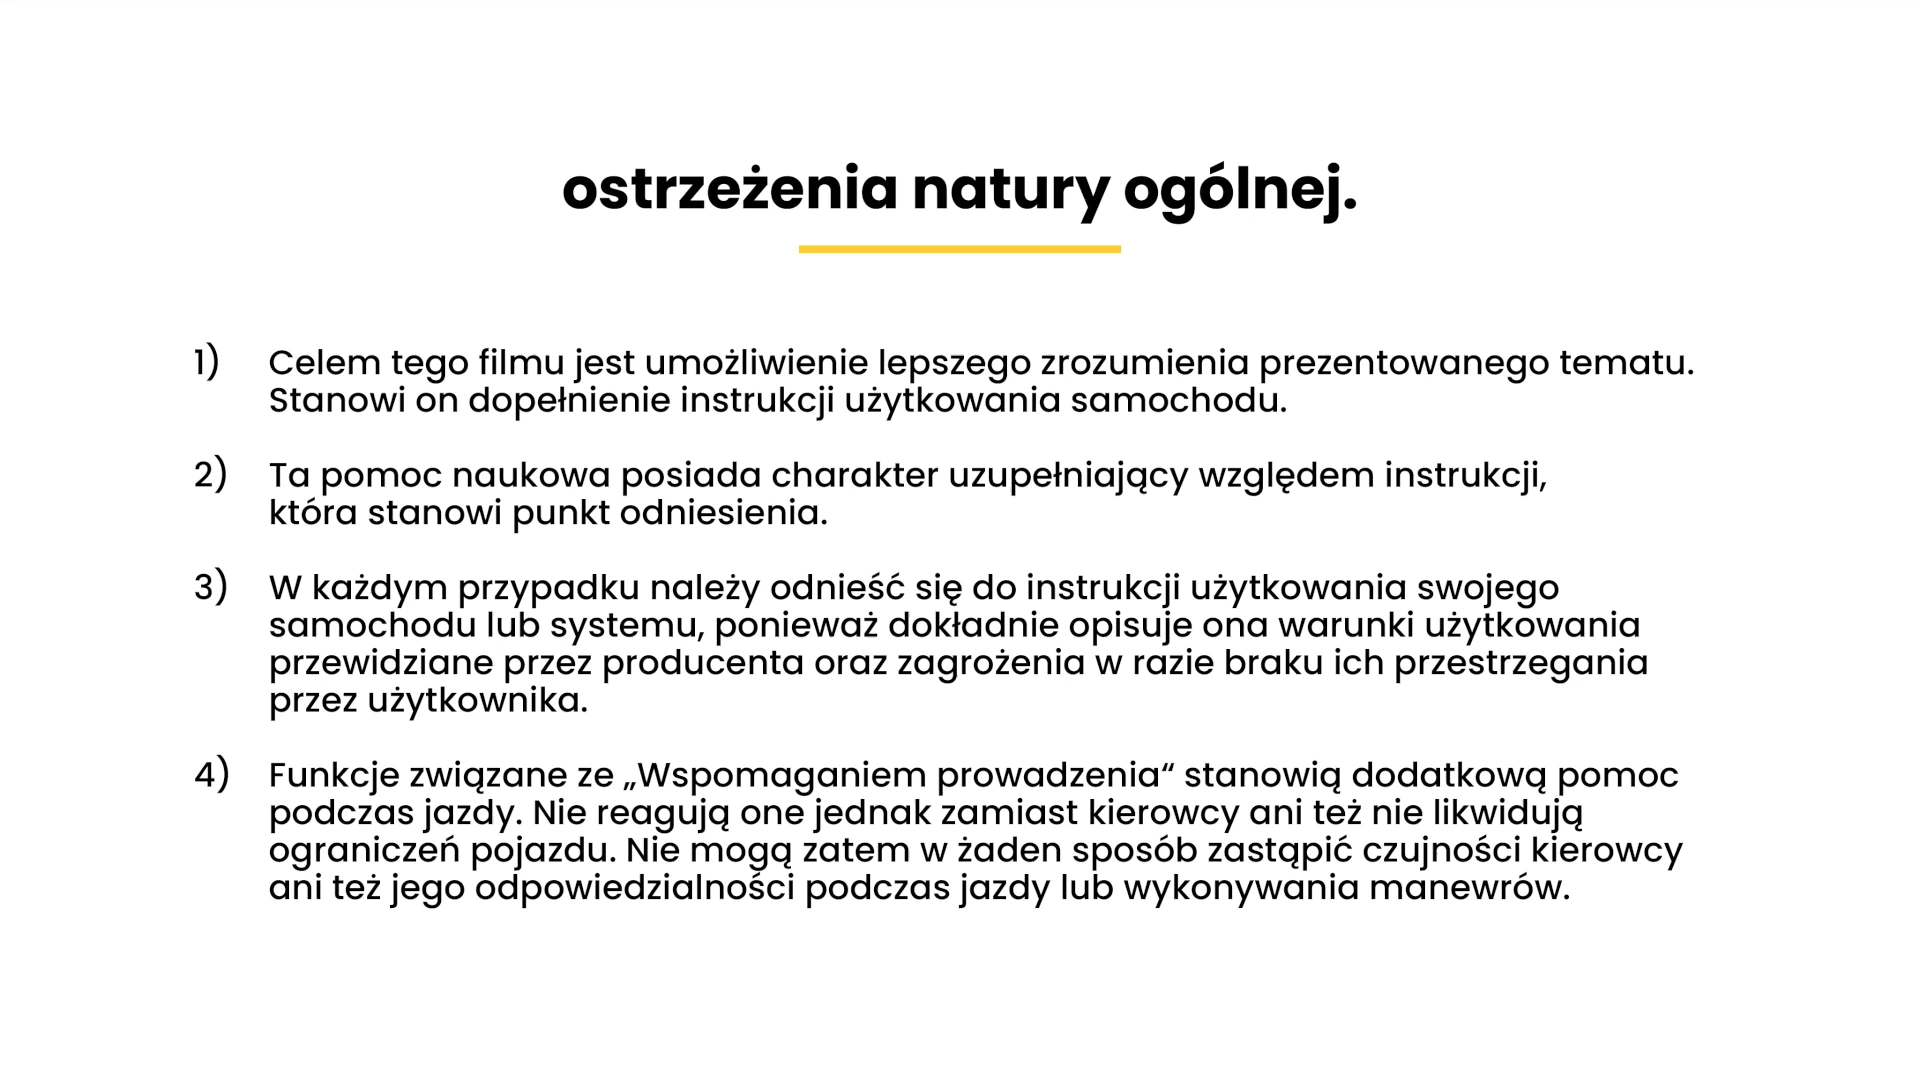 ostrzeżenia natury ogólnej.
1) Celem tego filmu jest umożliwienie lepszego zrozumienia prezentowanego tematu.
Stanowi on dopełnienie instrukcji użytkowania samochodu.
2) Ta pomoc naukowa posiada charakter uzupełniający względem instrukcji,
która stanowi punkt odniesienia.
3) W każdym przypadku należy odnieść się do instrukcji użytkowania swojego
samochodu lub systemu, ponieważ dokładnie opisuje ona warunki użytkowania
przewidziane przez producenta oraz zagrożenia w razie braku ich przestrzegania
przez użytkownika.
4) Funkcje związane ze „Wspomaganiem prowadzenia“ stanowią dodatkową pomoc
podczas jazdy. Nie reagują one jednak zamiast kierowcy ani też nie likwidują
ograniczeń pojazdu. Nie mogą zatem w żaden sposób zastąpić czujności kierowcy
ani też jego odpowiedzialności podczas jazdy lub wykonywania manewrów.